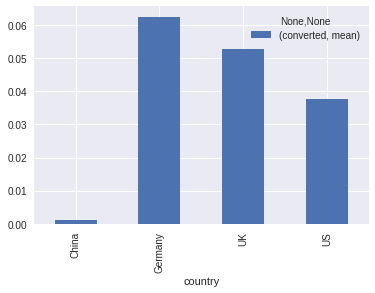 None,None
(converted, mean)
0.06
0.05
0.04
0.03
0.02
0.01
0.00
China
Germany
UK
US
country